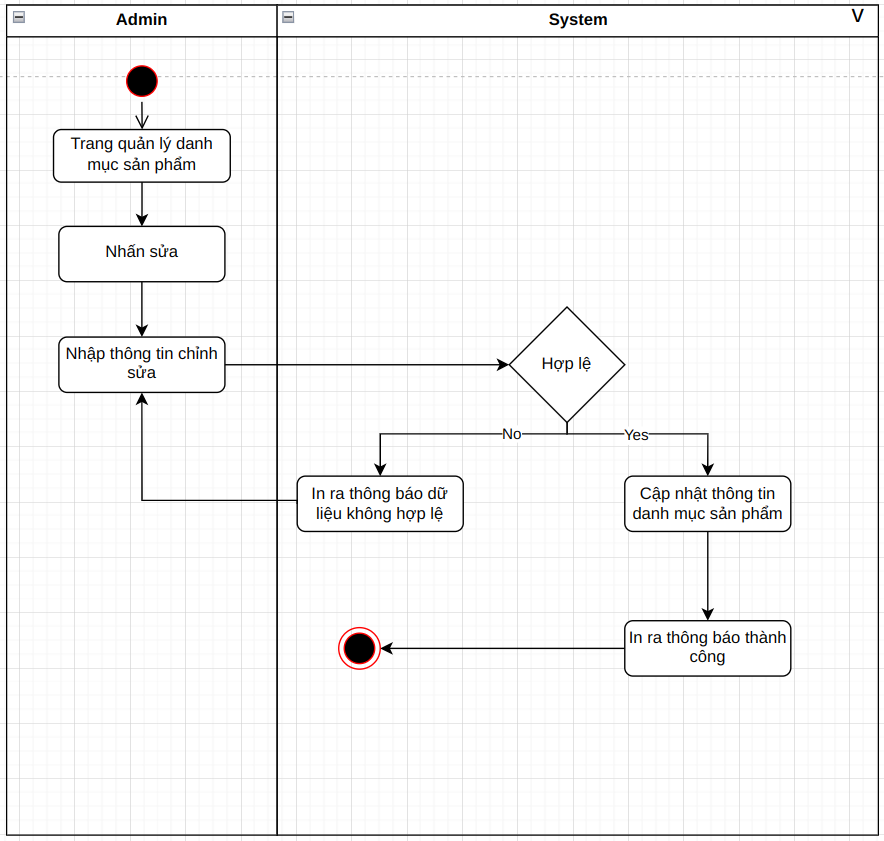 Admin
System
V
Trang quản lý danh
mục sản phẩm
Nhấn sửa
Nhập thông tin chỉnh
sửa
Hợp lệ
No
Yes
In ra thông báo dữ
liệu không hợp lệ
Cập nhật thông tin
danh mục sản phẩm
In ra thông báo thành
công